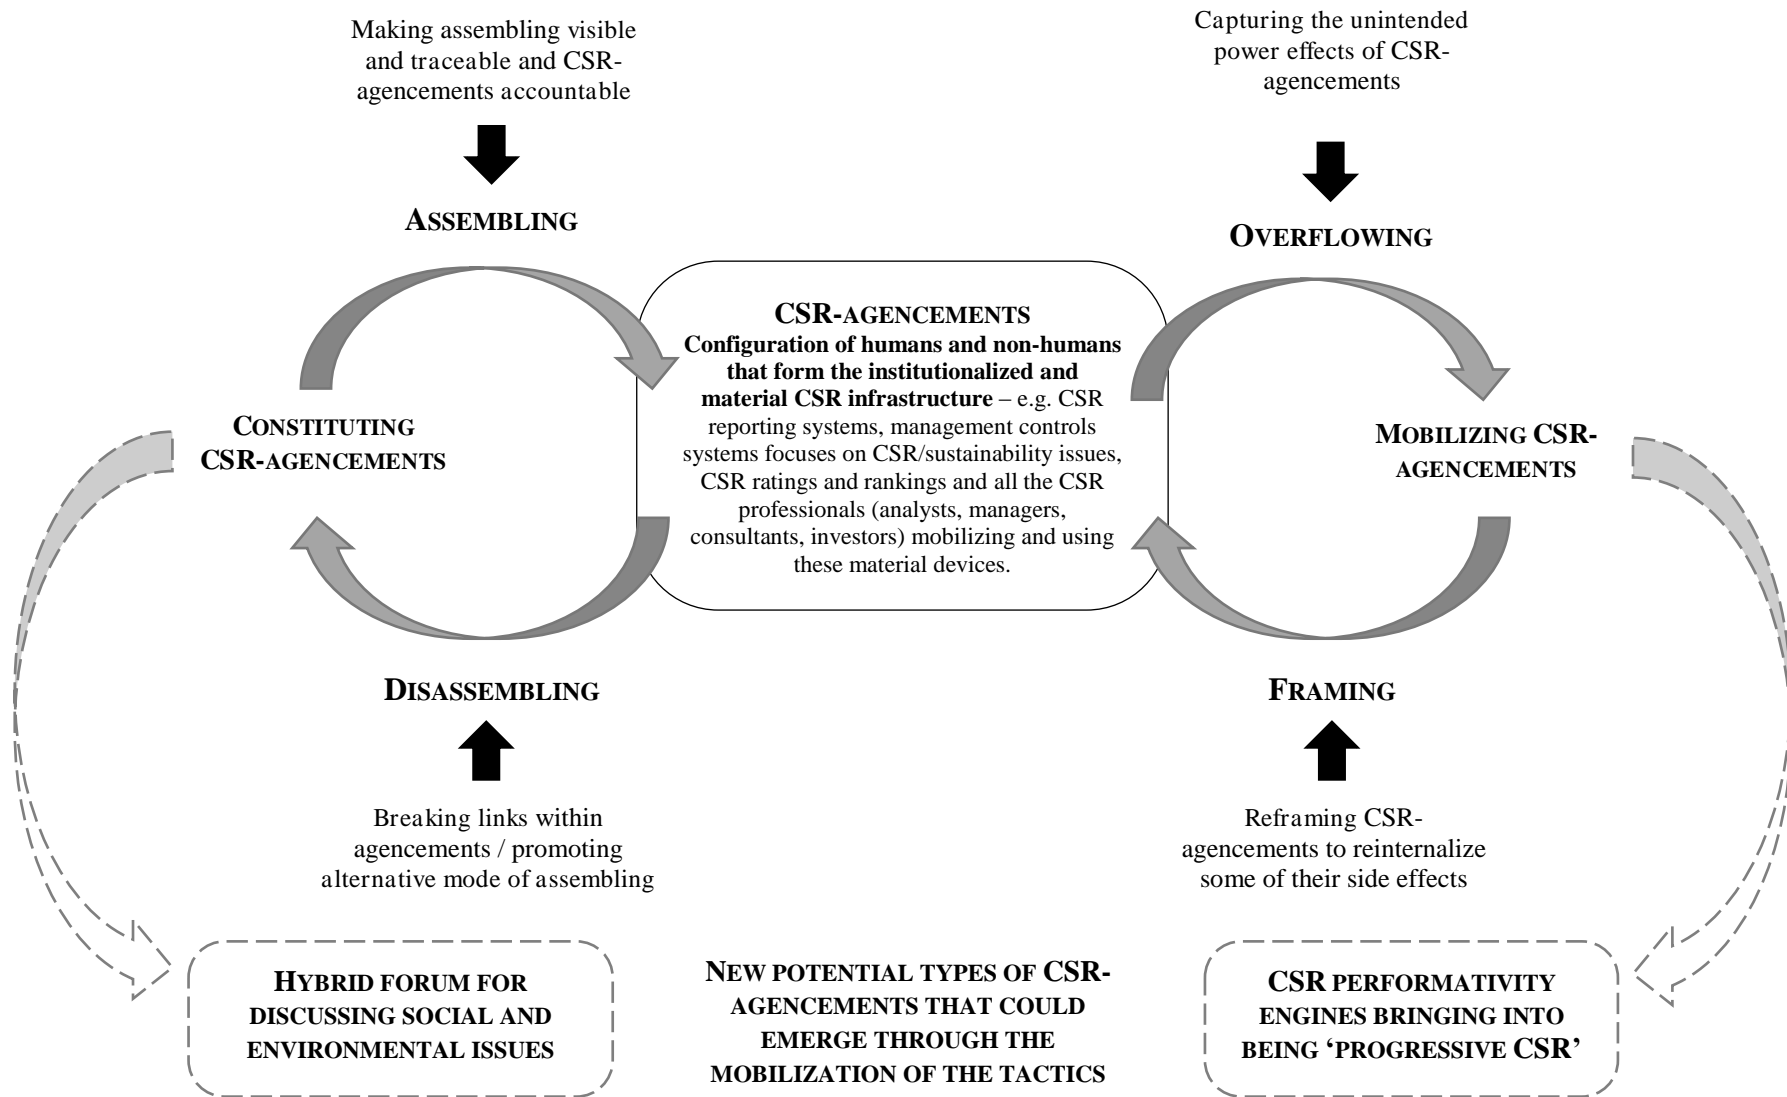 Making assembling visible
and traceable and CSR-
agencements accountable
Capturing the unintended
power effects of CSR-
agencements
ASSEMBLING
OVERFLOWING
CSR-AGENCEMENTS
Configuration of humans and non-humans
that form the institutionalized and
material CSR infrastructure – e.g. CSR
reporting systems, management controls
systems focuses on CSR/sustainability issues,
CSR ratings and rankings and all the CSR
professionals (analysts, managers,
consultants, investors) mobilizing and using
these material devices.
CONSTITUTING
CSR-AGENCEMENTS
MOBILIZING CSR-
AGENCEMENTS
DISASSEMBLING
FRAMING
Breaking links within
agencements / promoting
alternative mode of assembling
Reframing CSR-
agencements to reinternalize
some of their side effects
HYBRID FORUM FOR
DISCUSSING SOCIAL AND
ENVIRONMENTAL ISSUES
NEW POTENTIAL TYPES OF CSR-
AGENCEMENTS THAT COULD
EMERGE THROUGH THE
MOBILIZATION OF THE TACTICS
CSR PERFORMATIVITY
ENGINES BRINGING INTO
BEING ‘PROGRESSIVE CSR’